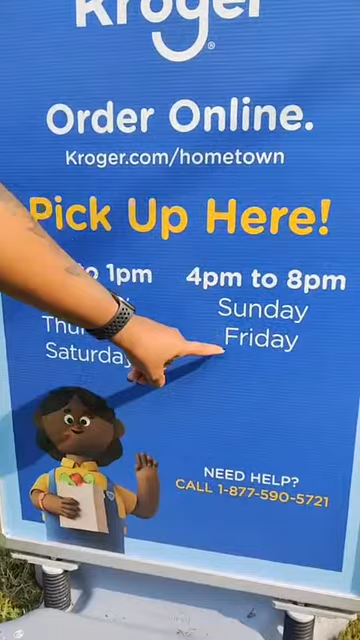 Kroger®
Order Online.
Kroger.com/hometown
Pick Up Here!
to 1pm
Saturday
4pm to 8pm
Sunday
Friday
NEED HELP?
CALL 1-877-590-5721